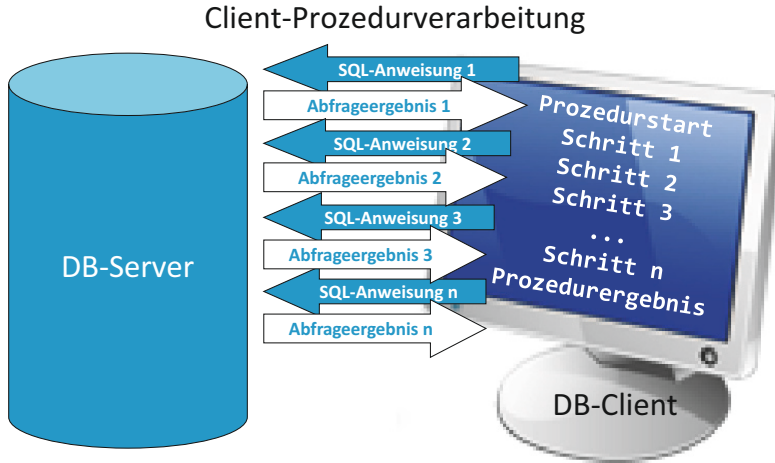 Client-Prozedurverarbeitung
SQL-Anweisung 1
Abfrageergebnis 1
SQL-Anweisung 2
Abfrageergebnis 2
SQL-Anweisung 3
Abfrageergebnis 3
SQL-Anweisung n
Abfrageergebnis n
DB-Server
Prozedurstart
Schritt 1
Schritt 2
Schritt 3
...
Schritt n
Prozedurergebnis
DB-Client